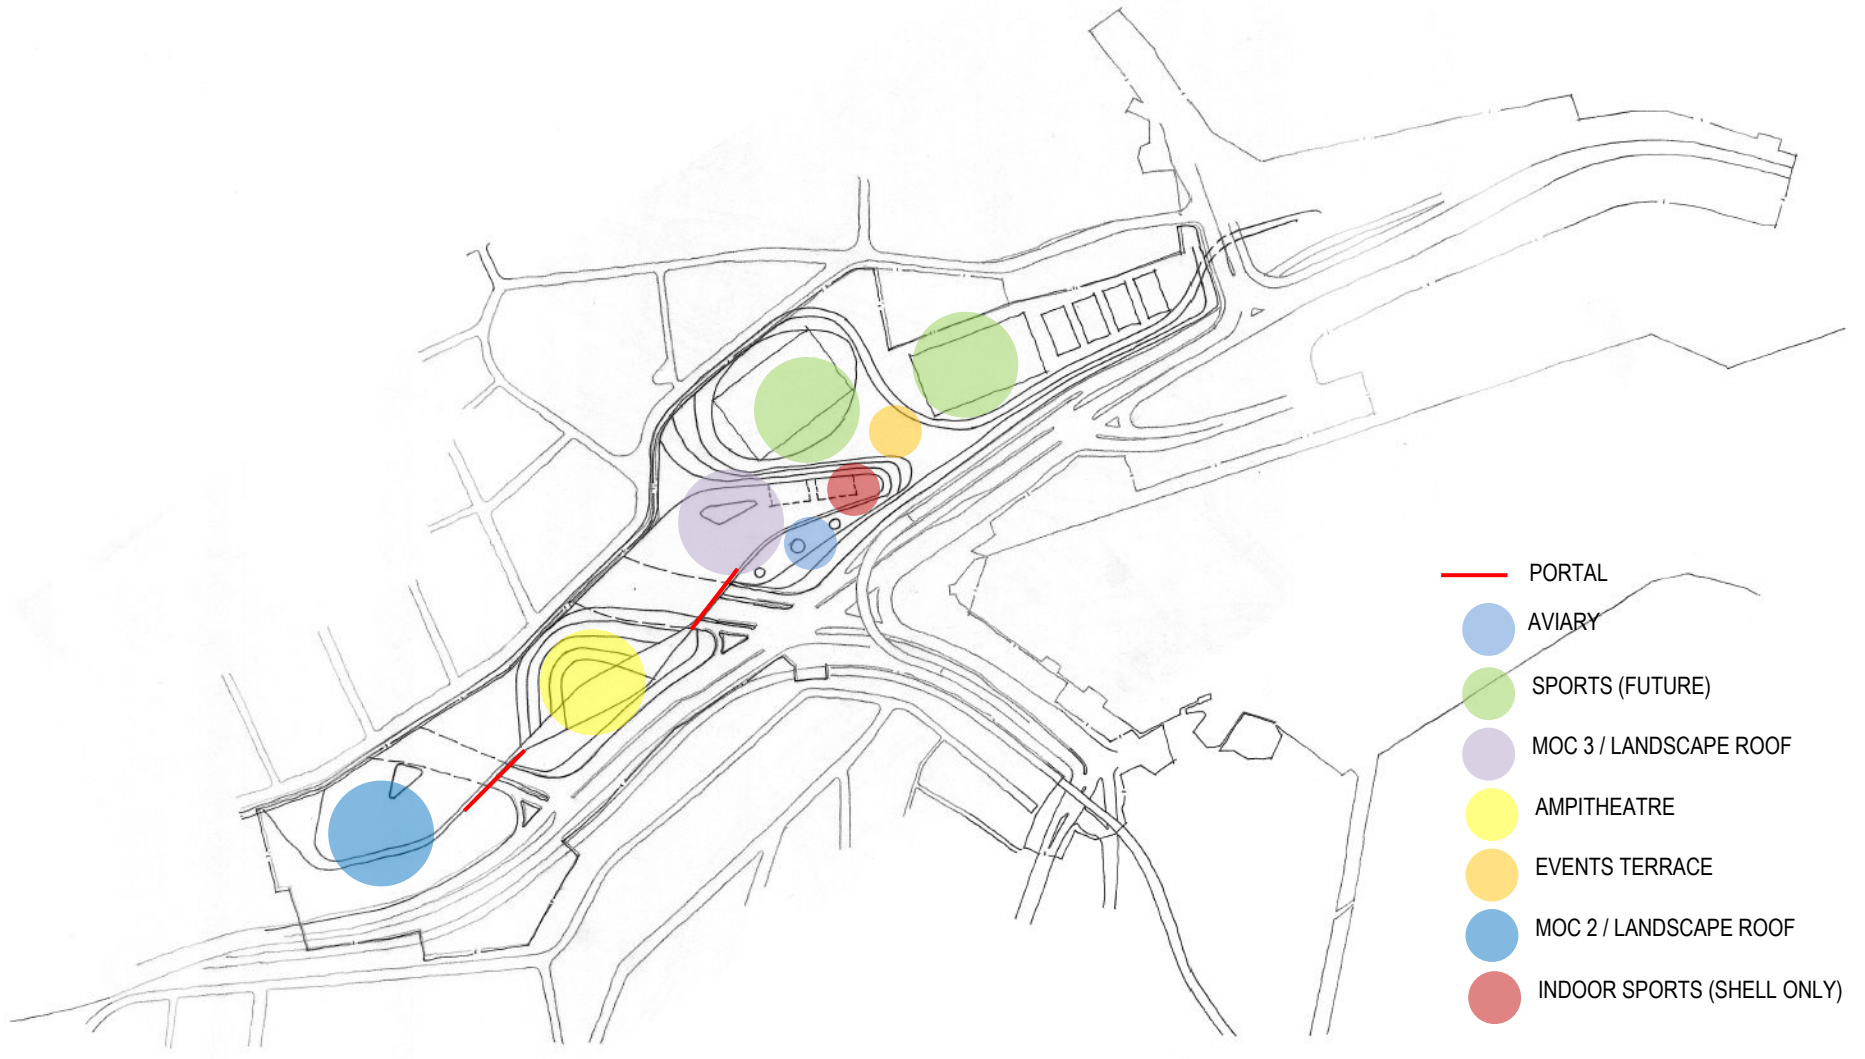 PORTAL
AVIARY
SPORTS (FUTURE)
MOC 3 / LANDSCAPE ROOF
AMPITHEATRE
EVENTS TERRACE
MOC 2 / LANDSCAPE ROOF
INDOOR SPORTS (SHELL ONLY)